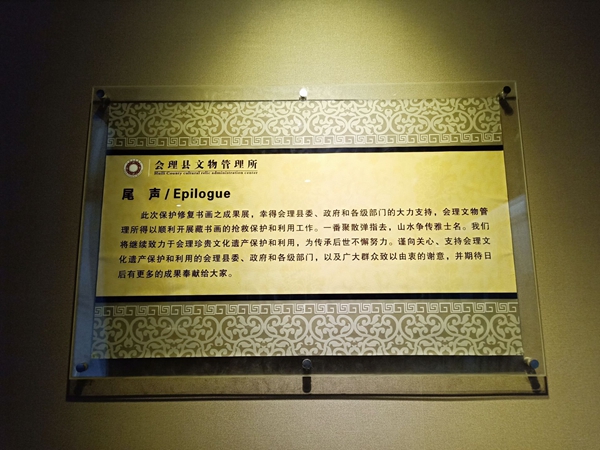 会理县文物管理所
Huili County cultural relic administration centre
尾 声 / Epilogue
此次保护修复书画之成果展，幸得会理县委、政府和各级部门的大力支持，会理文物管
理所得以顺利开展藏书画的抢救保护和利用工作。一番聚散弹指去，山水争传雅士名。我们
将继续致力于会理珍贵文化遗产保护和利用，为传承后世不懈努力。谨向关心、支持会理文
化遗产保护和利用的会理县委、政府和各级部门，以及广大群众致以由衷的谢意，并期待日
后有更多的成果奉献给大家。